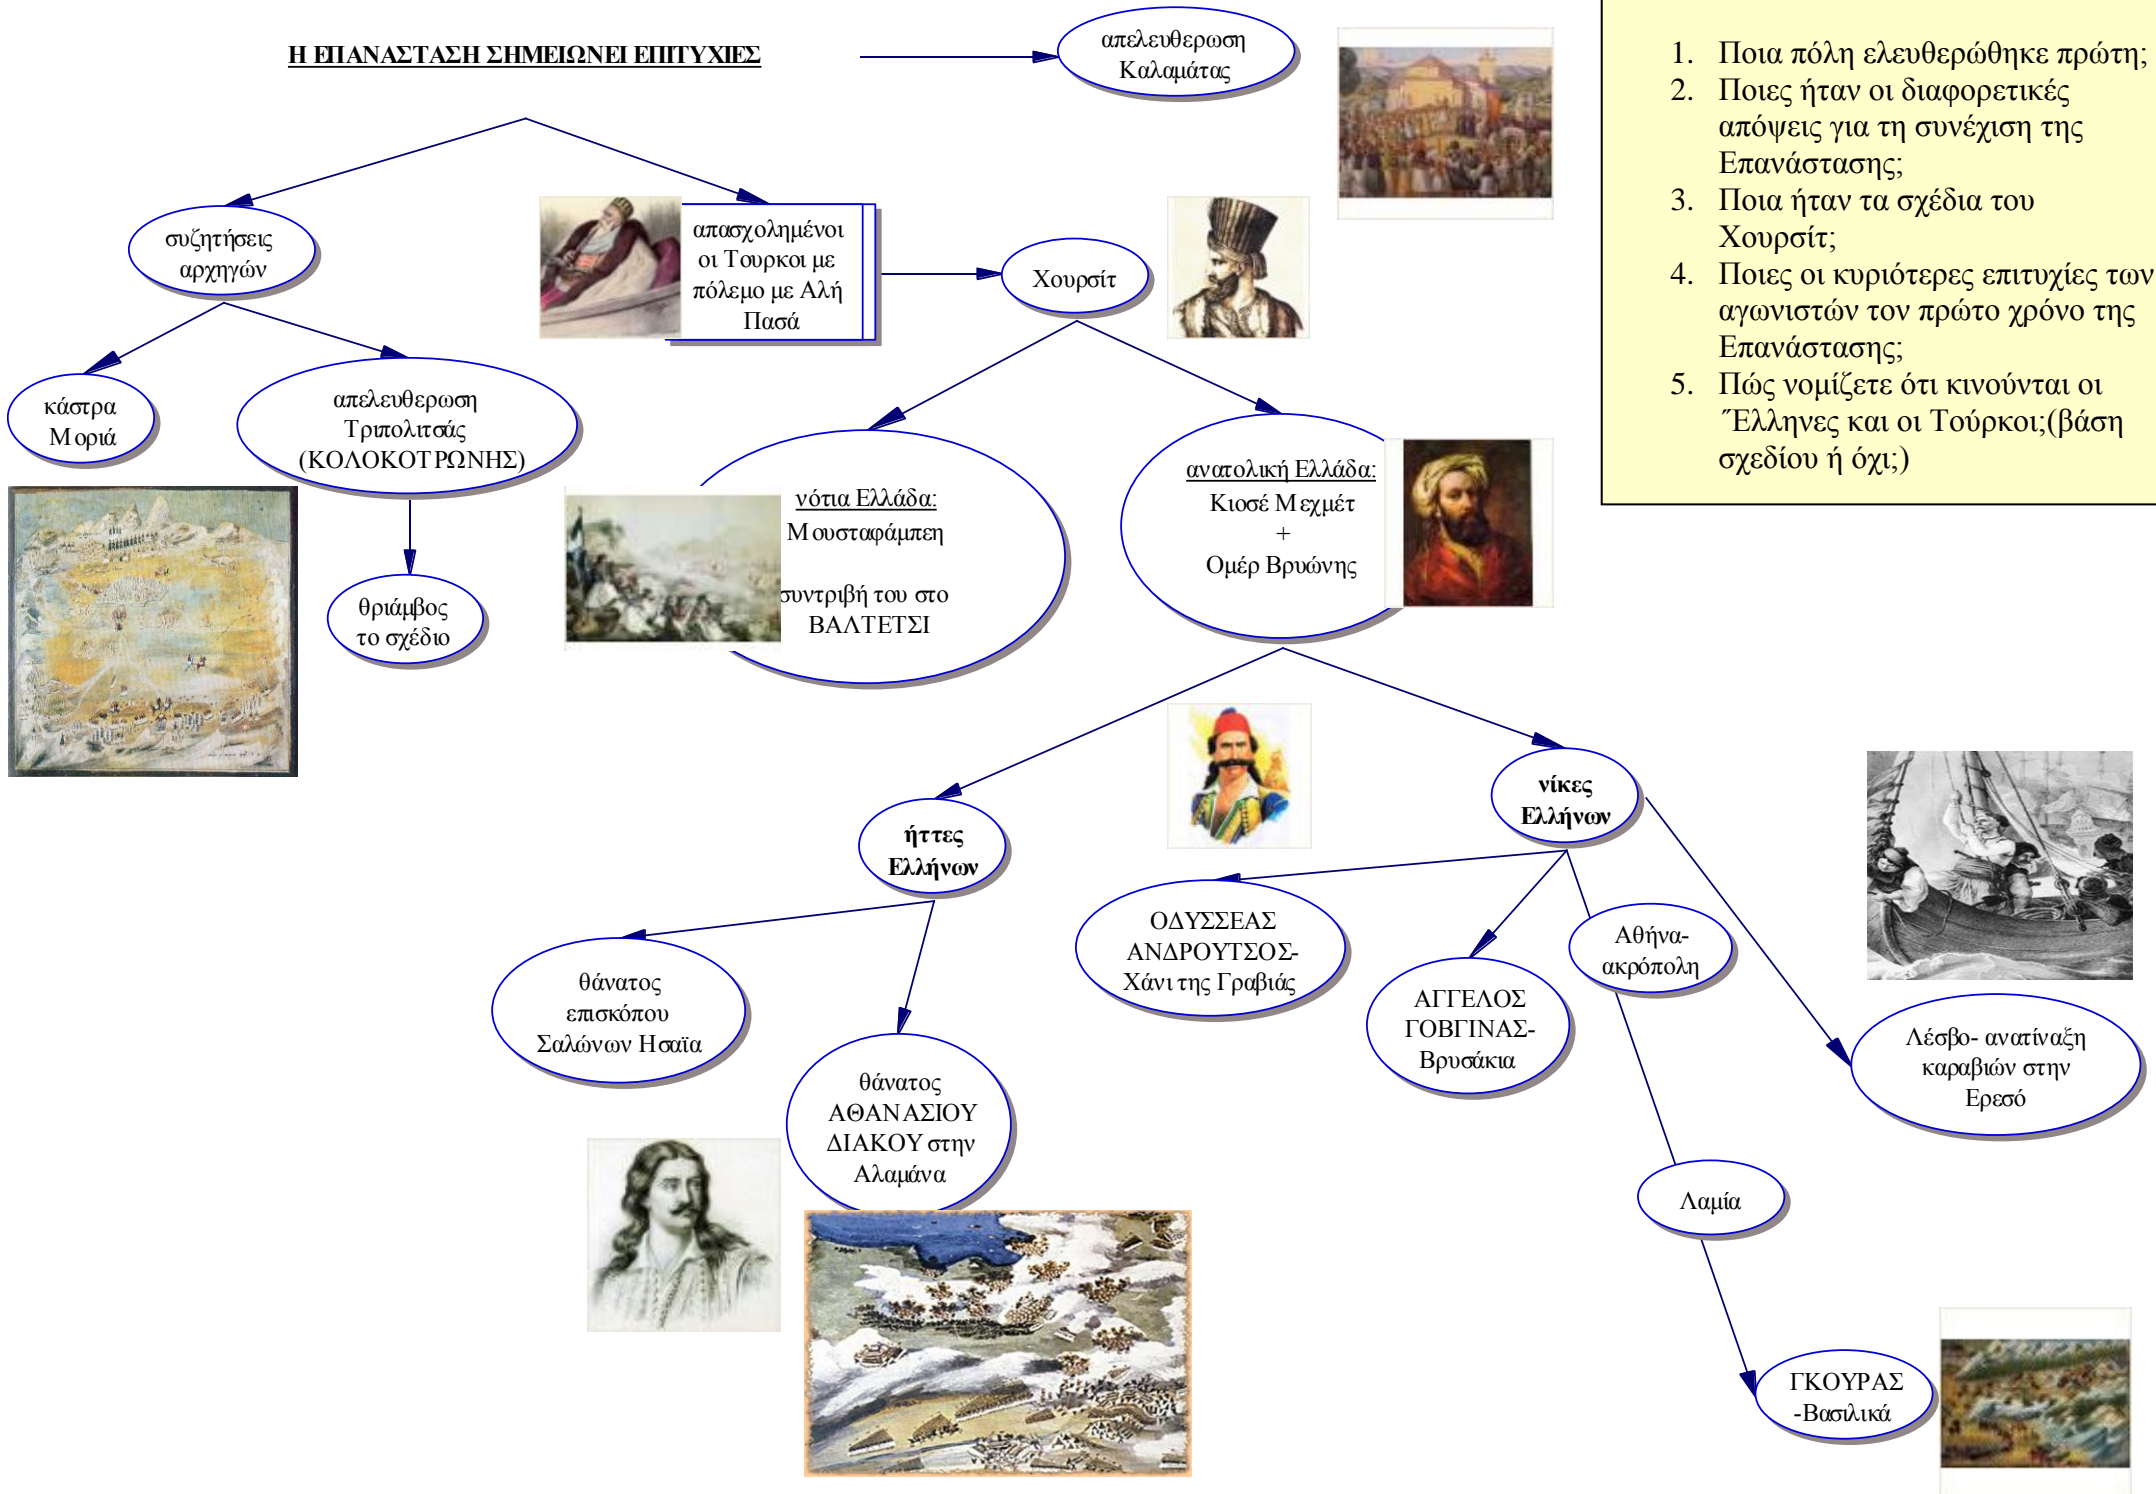 Η ΕΠΑΝΑΣΤΑΣΗ ΣΗΜΕΙΩΝΕΙ ΕΠΙΤΥΧΙΕΣ
απελευθερωση
Καλαμάτας
1. Ποια πόλη ελευθερώθηκε πρώτη;
2. Ποιες ήταν οι διαφορετικές
απόψεις για τη συνέχιση της
Επανάστασης;
3. Ποια ήταν τα σχέδια του
Χουρσίτ;
4. Ποιες οι κυριότερες επιτυχίες των
αγωνιστών τον πρώτο χρόνο της
Επανάστασης;
5. Πώς νομίζετε ότι κινούνται οι
Έλληνες και οι Τούρκοι;(βάση
σχεδίου ή όχι;)
συζητήσεις
αρχηγών
απασχολημένοι
οι Τουρκοι με
πόλεμο με Αλή
Πασά
Χουρσίτ
κάστρα
Μοριά
απελευθερωση
Τριπολιτσάς
(ΚΟΛΟΚΟΤΡΩΝΗΣ)
νότια Ελλάδα:
Μουσταφάμπεη
συντριβή του στο
ΒΑΛΤΕΤΣΙ
ανατολική Ελλάδα:
Κιοσέ Μεχμέτ
+
Ομέρ Βρυώνης
θριάμβος
το σχέδιο
ήττες
Ελλήνων
νίκες
Ελλήνων
θάνατος
επισκόπου
Σαλώνων Ησαϊα
θάνατος
ΑΘΑΝΑΣΙΟΥ
ΔΙΑΚΟΥ στην
Αλαμάνα
ΟΔΥΣΣΕΑΣ
ΑΝΔΡΟΥΤΣΟΣ-
Χάνι της Γραβιάς
ΑΓΓΕΛΟΣ
ΓΟΒΓΙΝΑΣ-
Βρυσάκια
Αθήνα-
ακρόπολη
Λέσβο- ανατίναξη
καραβιών στην
Ερεσό
Λαμία
ΓΚΟΥΡΑΣ
-Βασιλικά